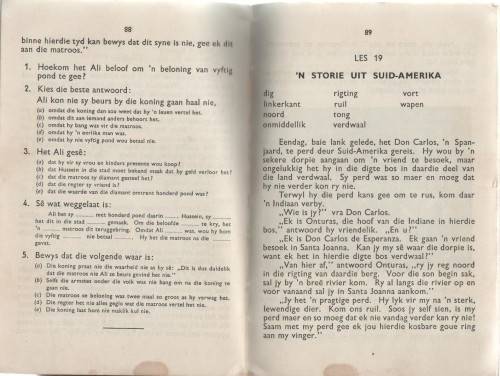 88
binne hierdie tyd kan bewys dat dit syne is nie, gee ek dit
aan die matroos.”
1. Hoekom het Ali beloof om 'n beloning van vyftig
pond te gee?
2. Kies die beste antwoord:
Ali kon nie sy beurs by die koning gaan haal nie,
(a) omdat die koning dan sou weet dat hy 'n leuen vertel het.
(b) omdat dit aan iemand anders behoort het.
(c) omdat hy bang was vir die matroos.
(d) omdat hy 'n eerlike man was.
(e) omdat hy nie vyftig pond wou betaal nie.
3. Het Ali gesê:
(a) dat hy vir sy vrou en kinders presente wou koop?
(b) dat Hussein in die stad moet bekend maak dat hy geld verloor het?
(c) dat die matroos sy diamant gesteel het?
(d) dat die regter sy vriend is?
(e) dat die waarde van die diamant omtrent honderd pond was?
4. Sê wat weggelaat is:
Ali het sy ........ met honderd pond daarin ........ Hussein, sy ........
het dit in die stad ........ gemaak. Om die beloofde ........ te kry, het
'n ........ matroos dit teruggebring. Omdat Ali ........ was, wou hy hom
die vyftig ........ nie betaal ........ Hy het die matroos na die ........
gevat.
5. Bewys dat die volgende waar is:
(a) Die koning praat nie die waarheid nie as hy sê: „Dit is dus duidelik
dat die matroos nie Ali se beurs gevind het nie.”
(b) Selfs die armstes onder die volk was nie bang om na die koning te
gaan nie.
(c) Die matroos se beloning was twee maal so groot as hy verwag het.
(d) Die regter het nie alles geglo wat die matroos vertel het nie.
(e) Die koning het hom nie maklik kul nie.
89
LES 19
'N STORIE UIT SUID-AMERIKA
dig rigting vort
linkerkant ruil wapen
noord tong
onmiddellik verdwaal
Eendag, baie lank gelede, het Don Carlos, 'n Span-
jaard, te perd deur Suid-Amerika gereis. Hy wou by 'n
sekere dorpie aangaan om 'n vriend te besoek, maar
ongelukkig het hy in die digte bos in daardie deel van
die land verdwaal. Sy perd was so maer en moeg dat
hy nie verder kon ry nie.
Terwyl hy die perd kans gee om te rus, kom daar
'n Indiaan verby.
„Wie is jy?” vra Don Carlos.
„Ek is Onturas, die hoof van die Indiane in hierdie
bos,” antwoord hy vriendelik. „En u?”
„Ek is Don Carlos de Esperanza. Ek gaan 'n vriend
besoek in Santa Joanna. Kan jy my sê waar die dorpie is,
want ek het in hierdie digte bos verdwaal?”
„Van hier af,” antwoord Onturas, „ry jy reg noord
in die rigting van daardie berg. Voor die son begin sak,
sal jy by 'n breë rivier kom. Ry al langs die rivier op en
voor vanaand sal jy in Santa Joanna aankom.”
„Jy het 'n pragtige perd. Hy lyk vir my na 'n sterk,
lewendige dier. Kom ons ruil. Soos jy self sien, is my
perd maer en so moeg dat ek nie vandag verder kan ry nie!
Saam met my perd gee ek jou hierdie kosbare goue ring
aan my vinger.”